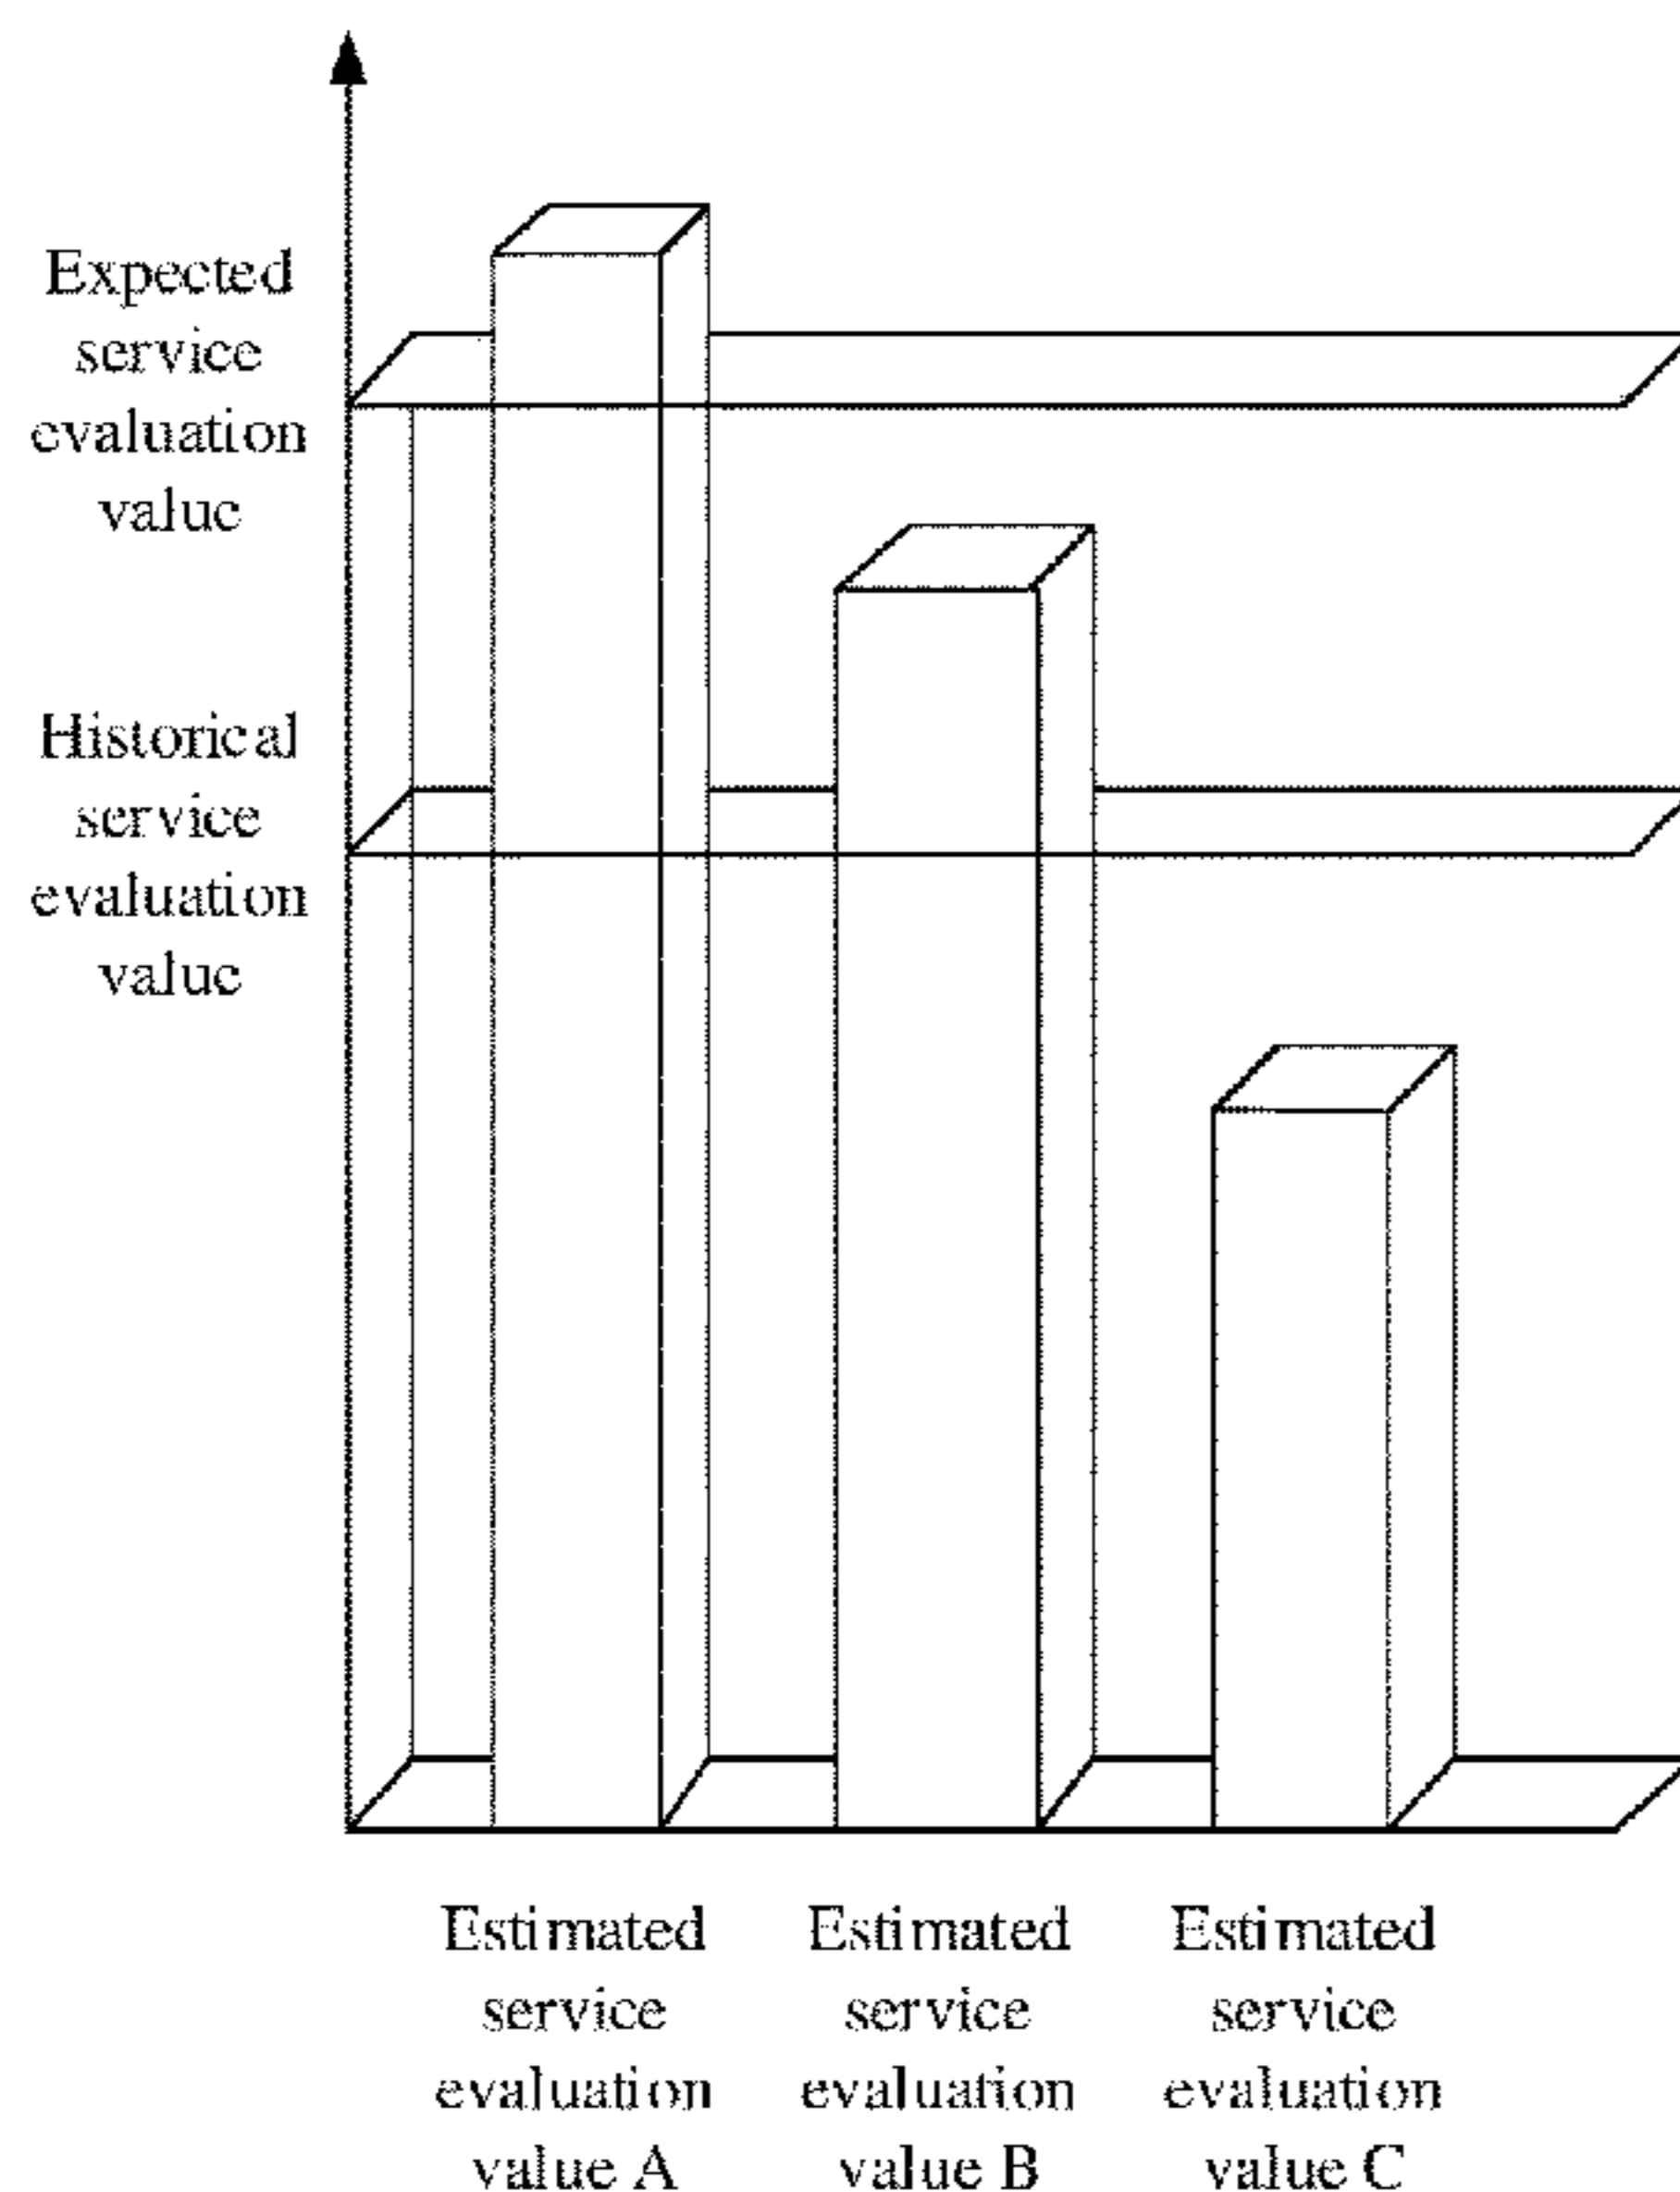 Expected
service
evaluation
value
Historical
service
evaluation
value
Estimated
service
evaluation
value A
Estimated
service
evaluation
value B
Estimated
service
evaluation
value C